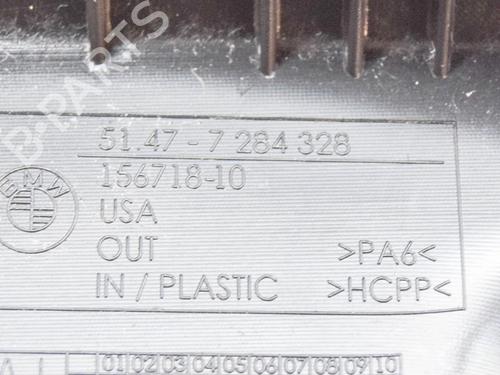 B-PARTS
51.47 - 7 284 328
156718-10
BMW
USA
OUT >PA6<
IN / PLASTIC >HCPP<
01 02 03 04 05 06 07 08 09 10